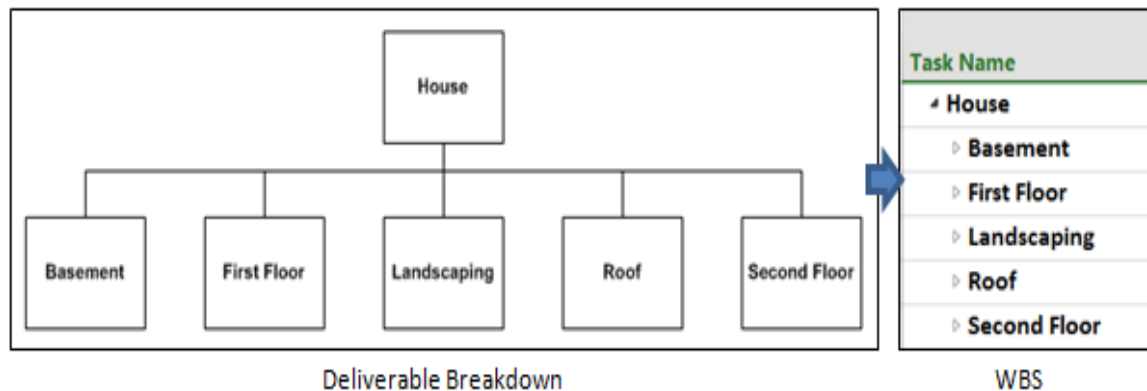 House
Basement
First Floor
Landscaping
Roof
Second Floor
Deliverable Breakdown
Task Name
House
Basement
First Floor
Landscaping
Roof
Second Floor
WBS